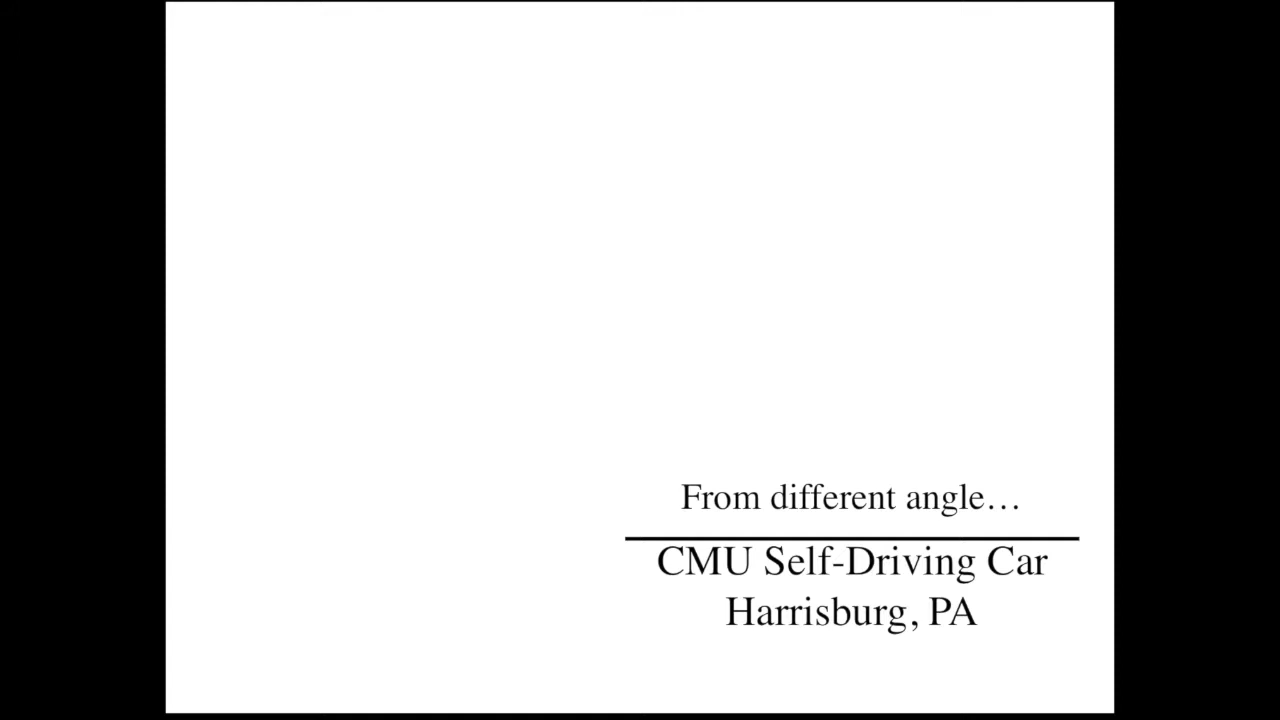 From different angle…
CMU Self-Driving Car
Harrisburg, PA